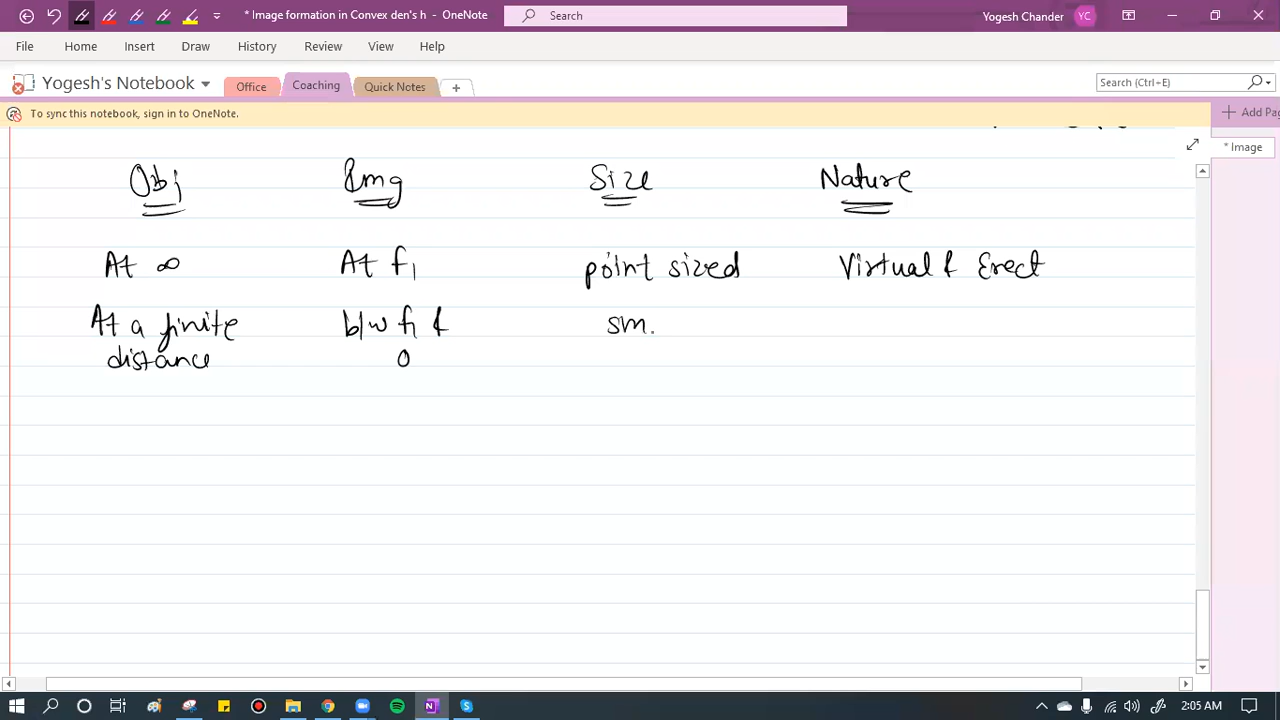 * Image formation in Convex den's h - OneNote
Search
Yogesh Chander
YC
File Home Insert Draw History Review View Help
Yogesh's Notebook
Office
Coaching
Quick Notes
Search (Ctrl+E)
To sync this notebook, sign in to OneNote.
Add Pag
* Image
Obj Img Size Nature
At ∞ At f1 point sized Virtual & Erect
At a finite b/w f1 & sm.
distance O
2:05 AM